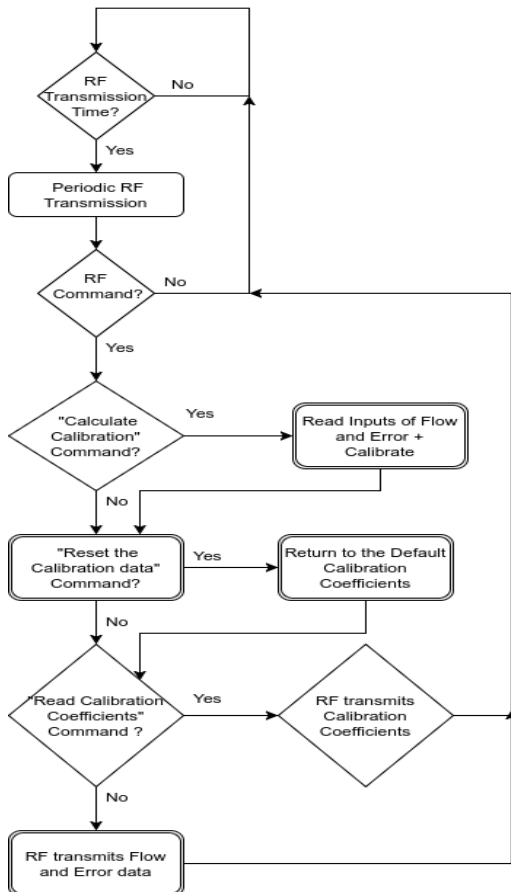 RF
Transmission
Time?
No
Yes
Periodic RF
Transmission
RF
Command?
No
Yes
"Calculate
Calibration"
Command?
Yes
Read Inputs of Flow
and Error +
Calibrate
No
"Reset the
Calibration data"
Command?
Yes
Return to the Default
Calibration
Coefficients
No
"Read Calibration
Coefficients"
Command ?
Yes
RF transmits
Calibration
Coefficients
No
RF transmits Flow
and Error data